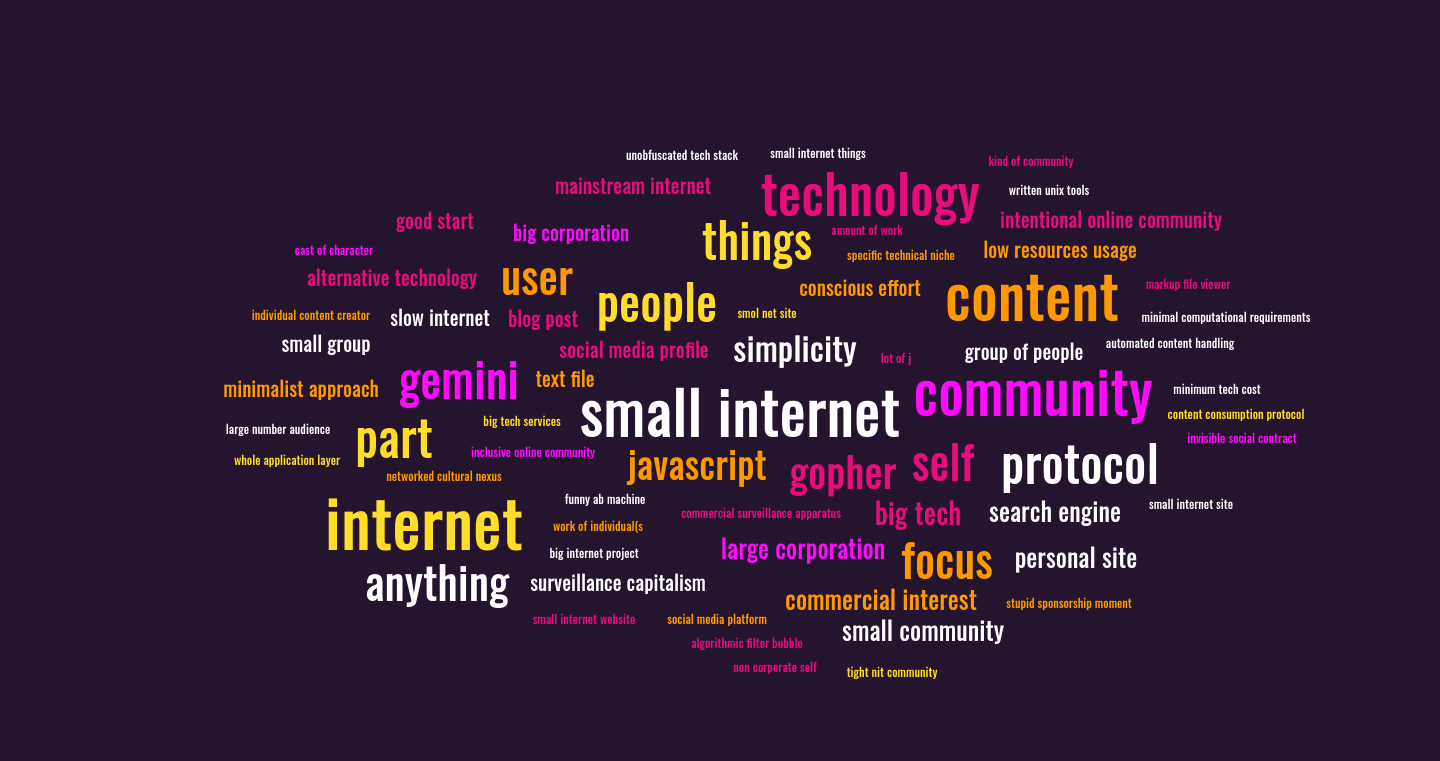 unobfuscated tech stack
small internet things
kind of community
mainstream internet
technology
written unix tools
good start
big corporation
things
amount of work
intentional online community
cast of character
specific technical niche
low resources usage
alternative technology
user
people
conscious effort
content
markup file viewer
individual content creator
slow internet
blog post
smol net site
minimal computational requirements
small group
social media profile
simplicity
lot of j
group of people
automated content handling
minimalist approach
gemini
text file
small internet
community
minimum tech cost
large number audience
part
big tech services
content consumption protocol
whole application layer
inclusive online community
javascript
gopher
self
protocol
invisible social contract
networked cultural nexus
internet
funny ab machine
commercial surveillance apparatus
big tech
search engine
small internet site
work of individual(s
big internet project
large corporation
focus
personal site
anything
surveillance capitalism
commercial interest
stupid sponsorship moment
small internet website
social media platform
small community
algorithmic filter bubble
non corporate self
tight nit community